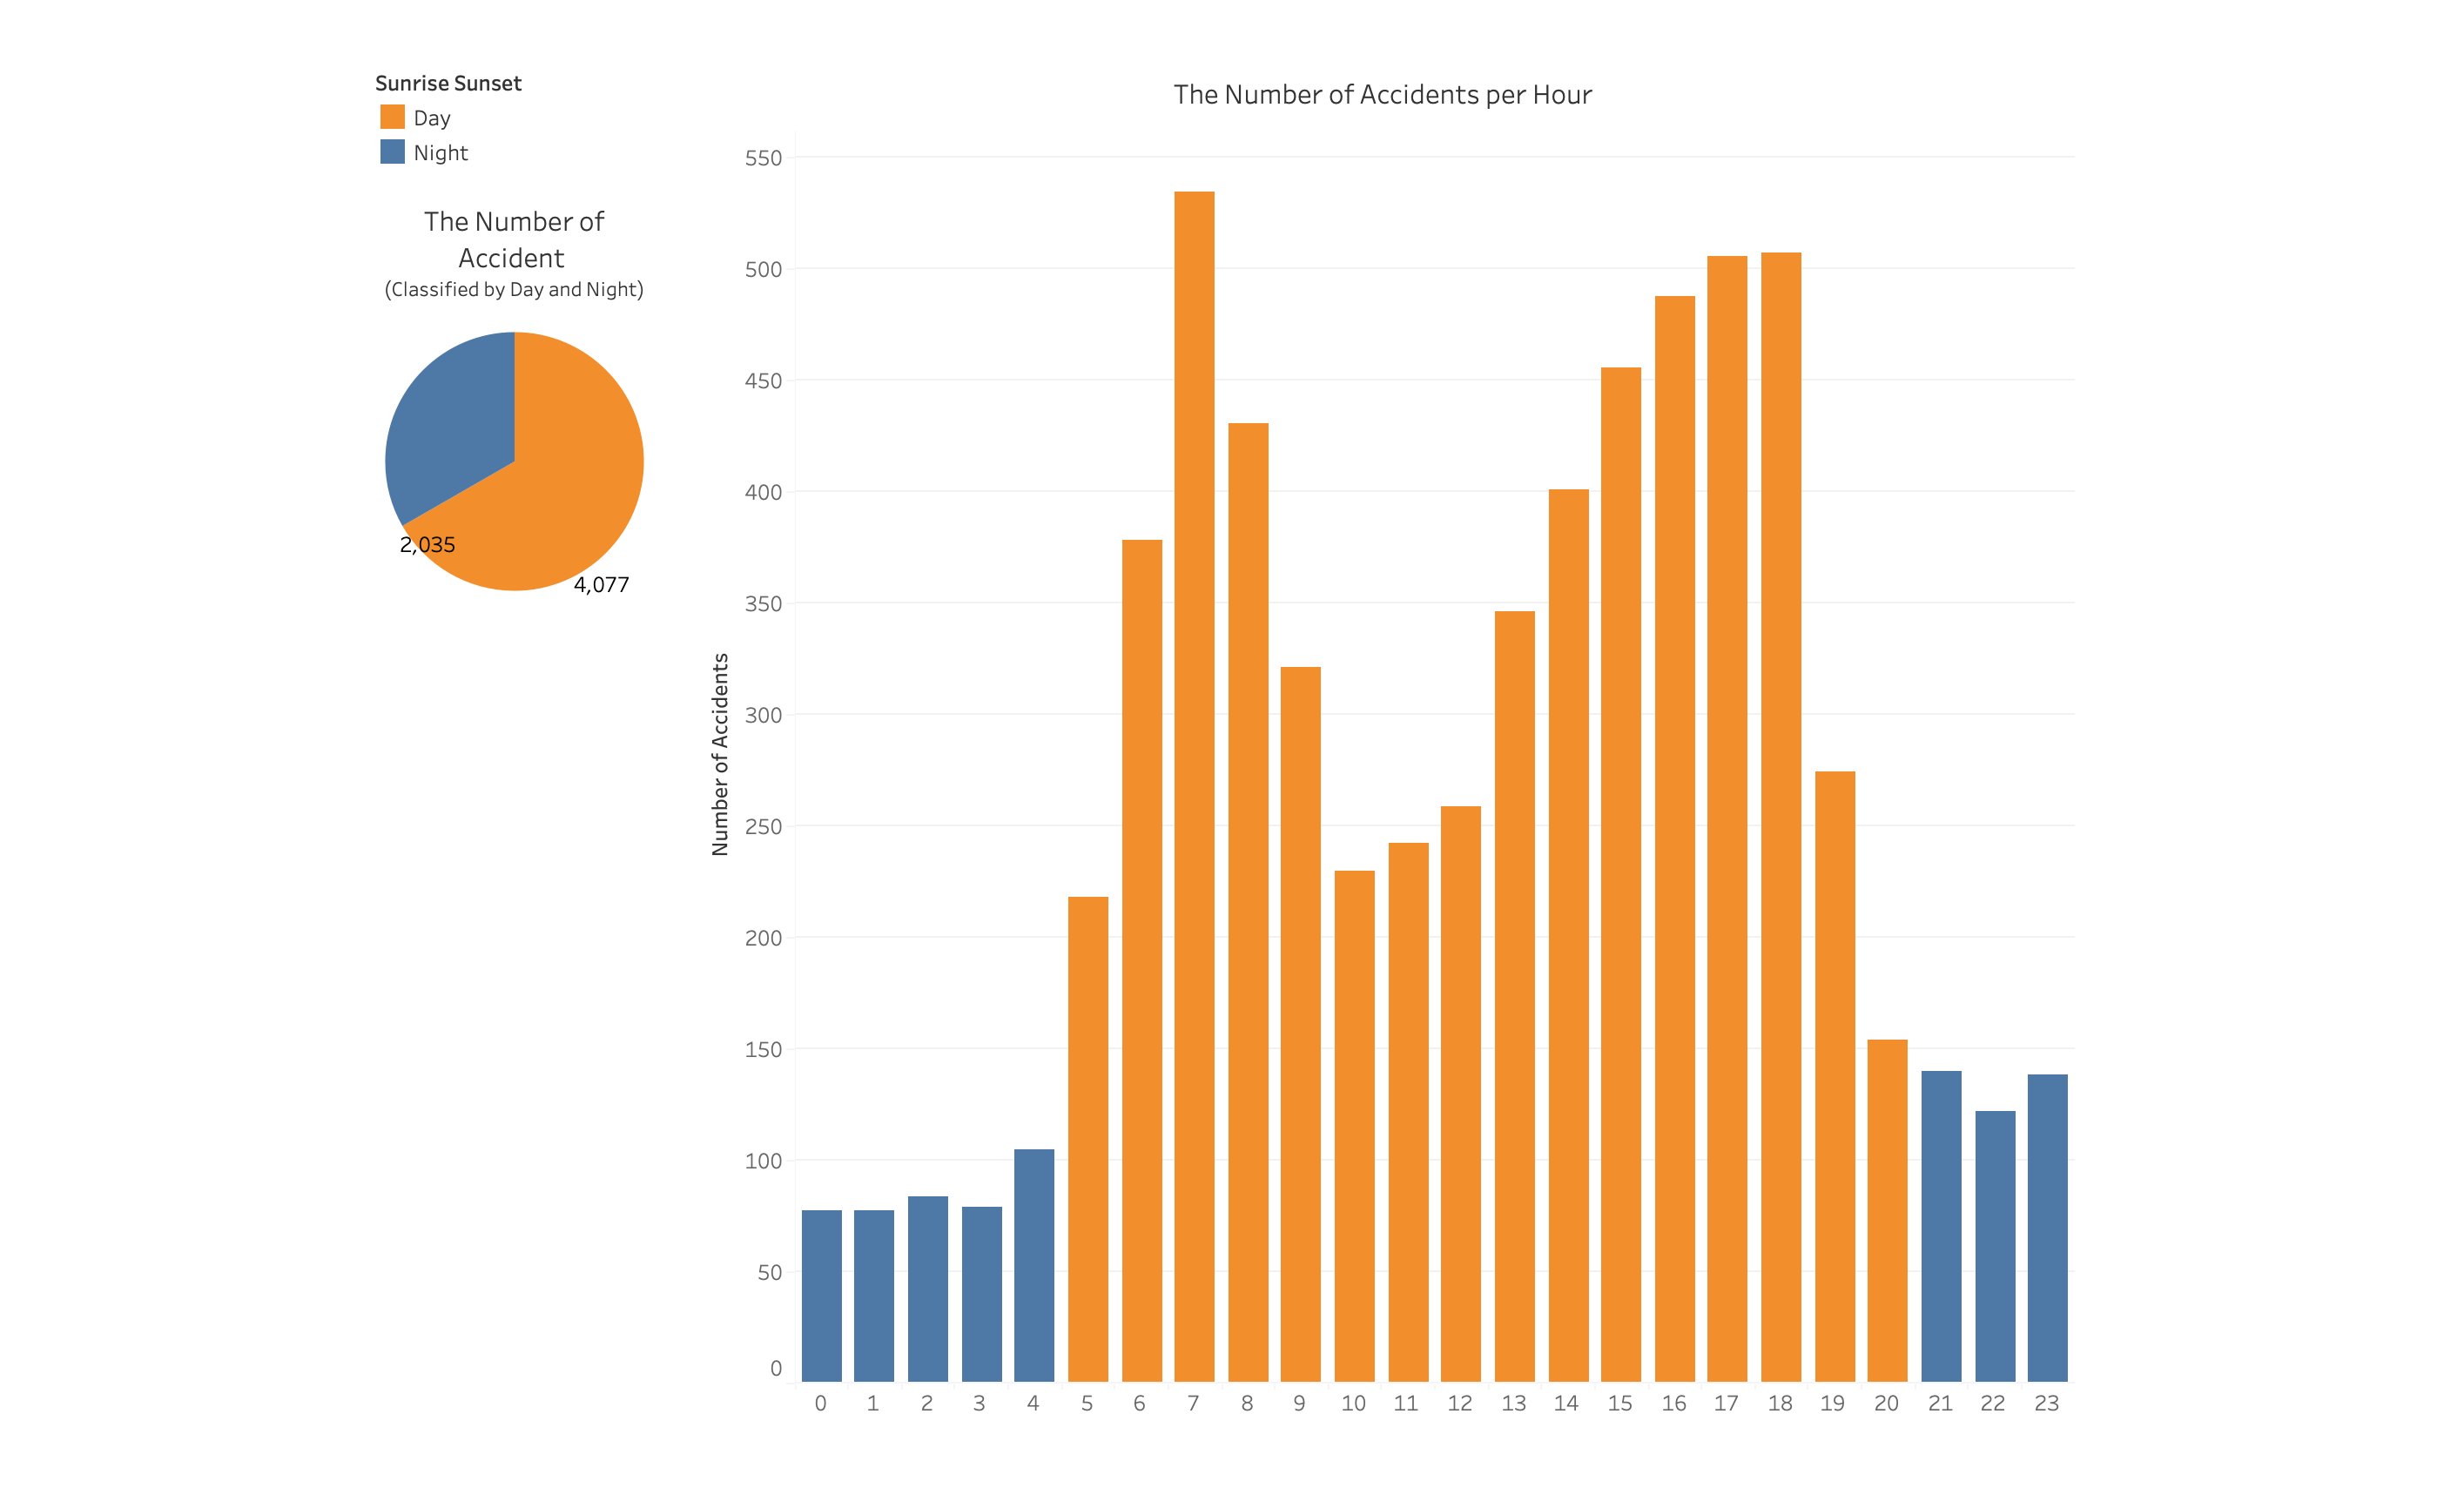 Sunrise Sunset
Day
Night
The Number of
Accident
(Classified by Day and Night)
2,035
4,077
The Number of Accidents per Hour
Number of Accidents
550
500
450
400
350
300
250
200
150
100
50
0
0 1 2 3 4 5 6 7 8 9 10 11 12 13 14 15 16 17 18 19 20 21 22 23